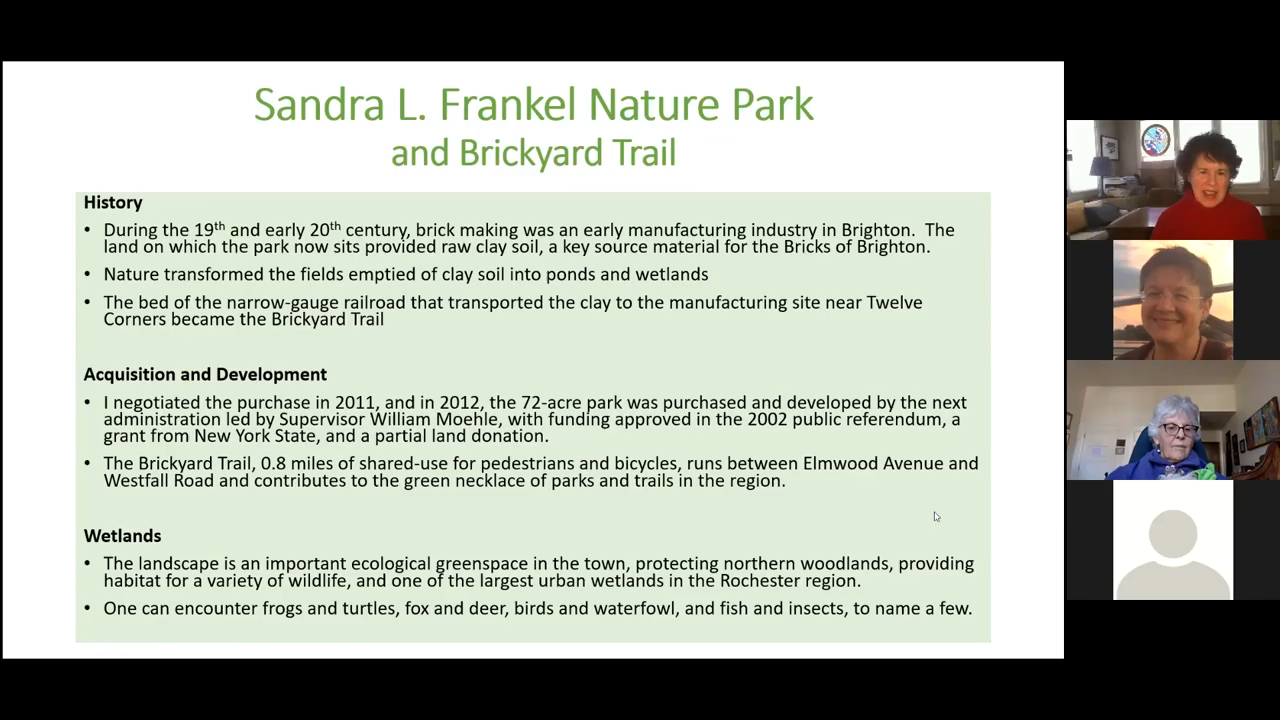 Sandra L. Frankel Nature Park
and Brickyard Trail
History
• During the 19th and early 20th century, brick making was an early manufacturing industry in Brighton.  The
land on which the park now sits provided raw clay soil, a key source material for the Bricks of Brighton.
• Nature transformed the fields emptied of clay soil into ponds and wetlands
• The bed of the narrow-gauge railroad that transported the clay to the manufacturing site near Twelve
Corners became the Brickyard Trail
Acquisition and Development
• I negotiated the purchase in 2011, and in 2012, the 72-acre park was purchased and developed by the next
administration led by Supervisor William Moehle, with funding approved in the 2002 public referendum, a
grant from New York State, and a partial land donation.
• The Brickyard Trail, 0.8 miles of shared-use for pedestrians and bicycles, runs between Elmwood Avenue and
Westfall Road and contributes to the green necklace of parks and trails in the region.
Wetlands
• The landscape is an important ecological greenspace in the town, protecting northern woodlands, providing
habitat for a variety of wildlife, and one of the largest urban wetlands in the Rochester region.
• One can encounter frogs and turtles, fox and deer, birds and waterfowl, and fish and insects, to name a few.